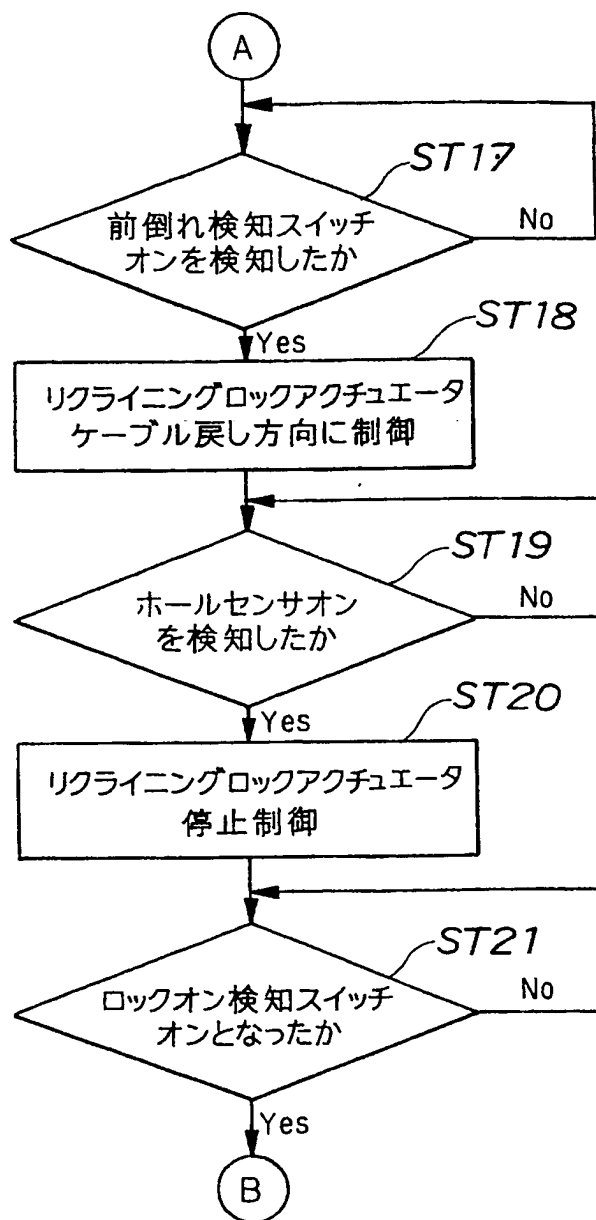 A
ST17
前倒れ検知スイッチ
オンを検知したか
No
Yes
ST18
リクライニングロックアクチュエータ
ケーブル戻し方向に制御
ST19
ホールセンサオン
を検知したか
No
Yes
ST20
リクライニングロックアクチュエータ
停止制御
ST21
ロックオン検知スイッチ
オンとなったか
No
Yes
B